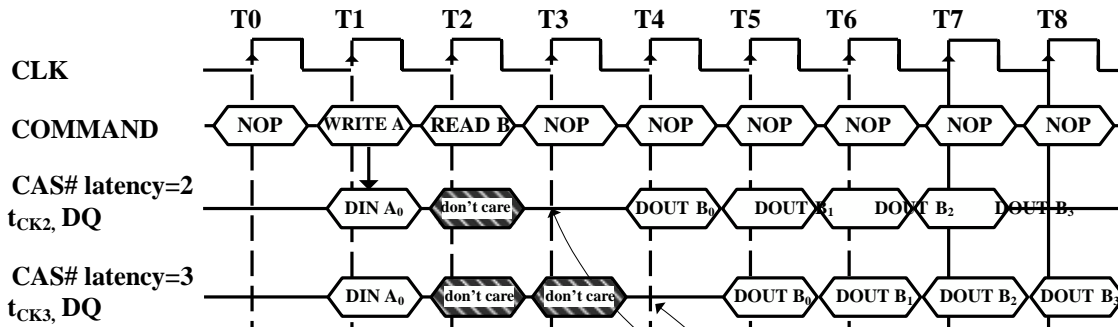 T0 T1 T2 T3 T4 T5 T6 T7 T8
CLK
COMMAND NOP WRITE A READ B NOP NOP NOP NOP NOP NOP
CAS# latency=2
tCK2, DQ DIN A0 don't care DOUT B0 DOUT B1 DOUT B2 DOUT B3
CAS# latency=3
tCK3, DQ DIN A0 don't care don't care DOUT B0 DOUT B1 DOUT B2 DOUT B3